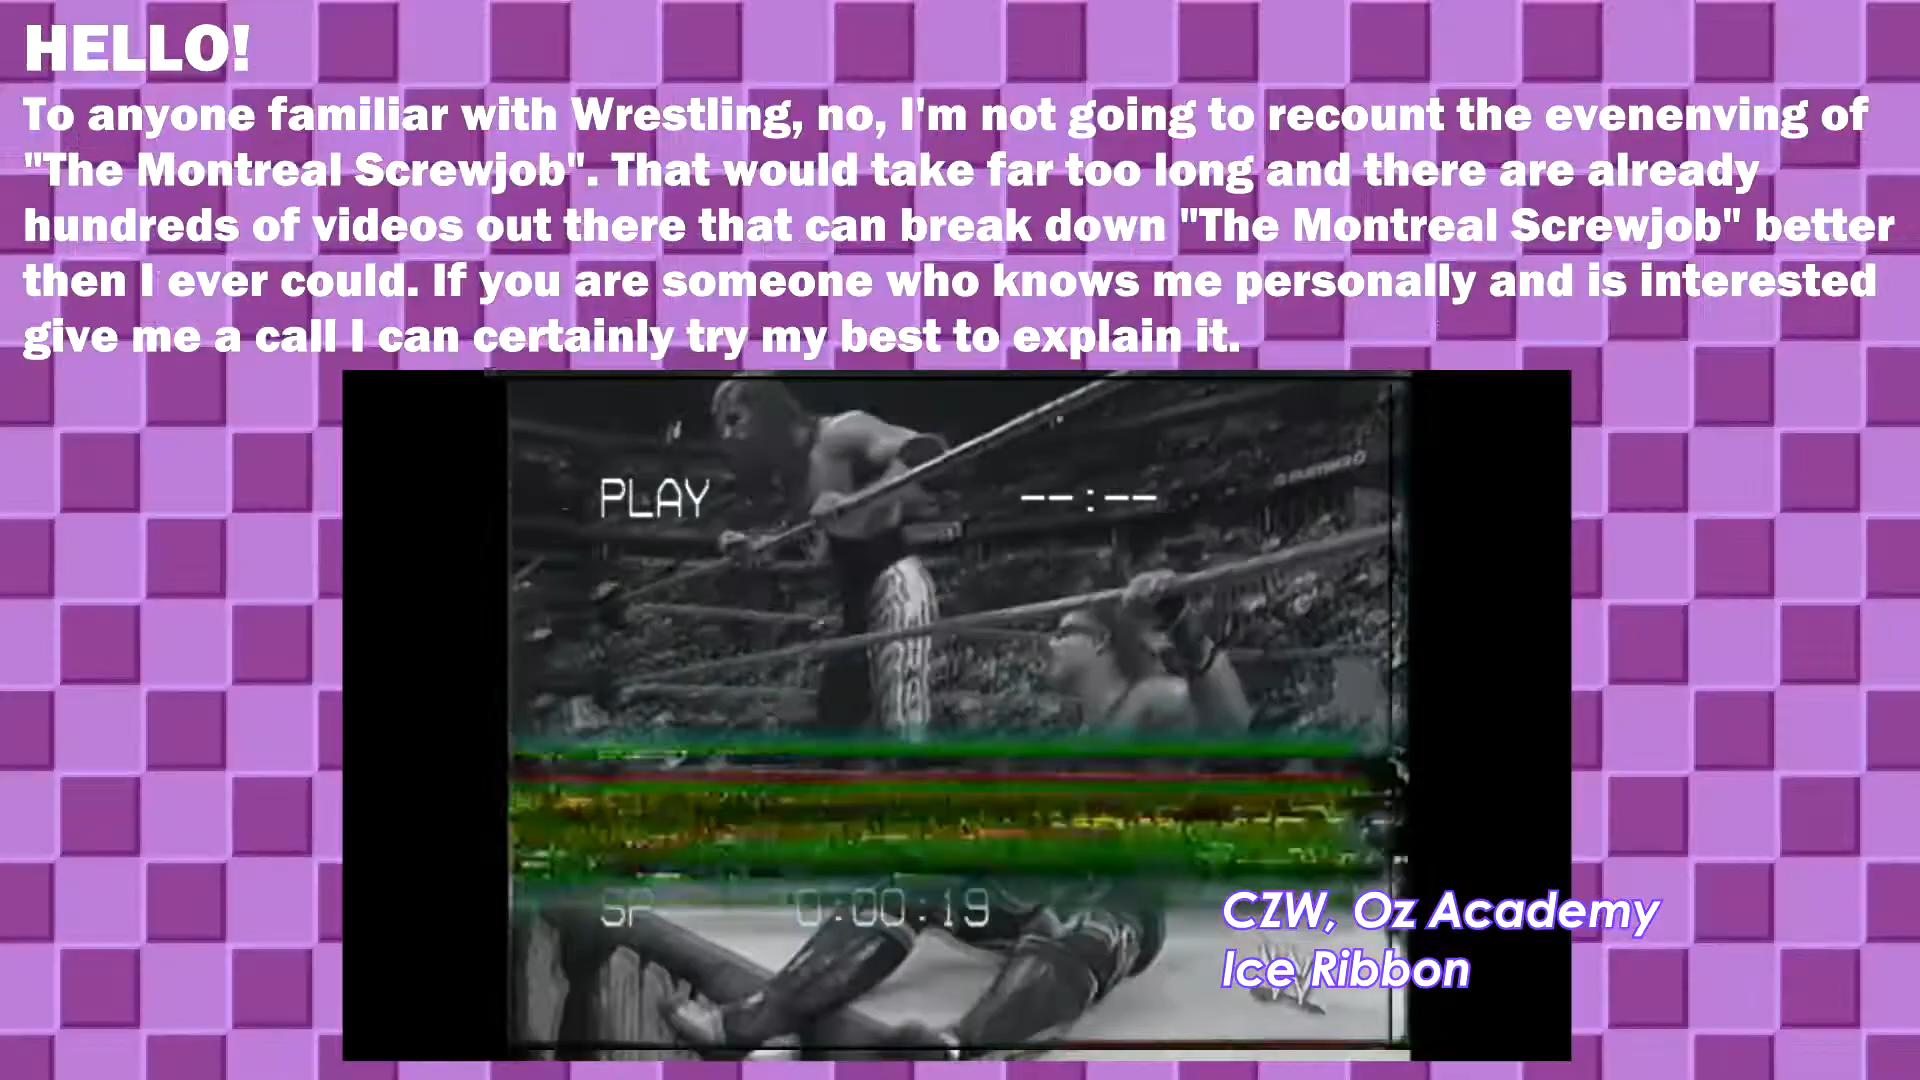 HELLO!
To anyone familiar with Wrestling, no, I'm not going to recount the evenenving of
"The Montreal Screwjob". That would take far too long and there are already
hundreds of videos out there that can break down "The Montreal Screwjob" better
then I ever could. If you are someone who knows me personally and is interested
give me a call I can certainly try my best to explain it.
PLAY --:--
SP 0:00:19
CZW, Oz Academy
Ice Ribbon